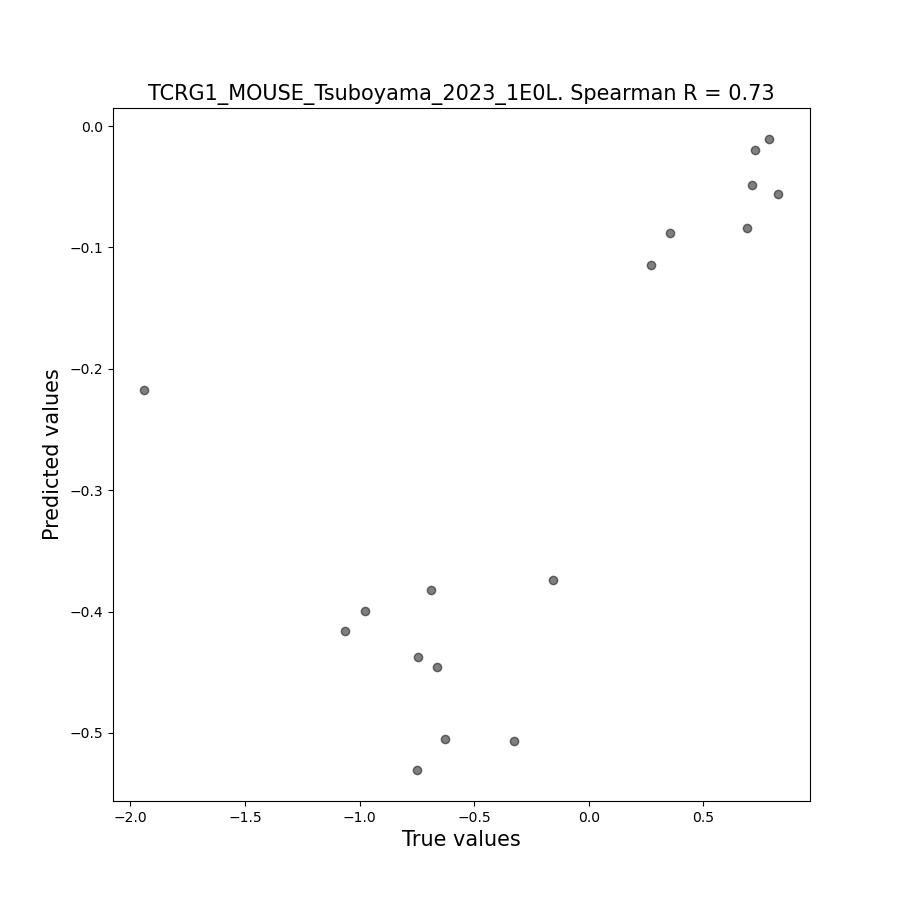 TCRG1_MOUSE_Tsuboyama_2023_1E0L. Spearman R = 0.73
0.0
−0.1
−0.2
−0.3
−0.4
−0.5
Predicted values
−2.0 −1.5 −1.0 −0.5 0.0 0.5
True values